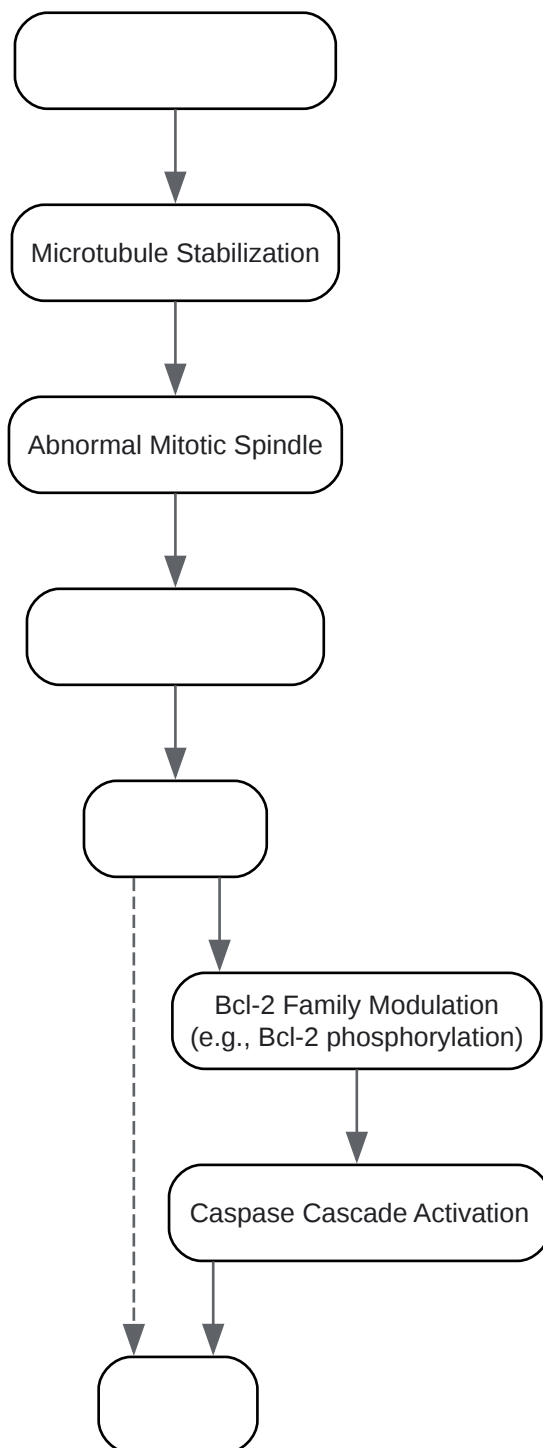 Microtubule Stabilization
Abnormal Mitotic Spindle
Bcl-2 Family Modulation
(e.g., Bcl-2 phosphorylation)
Caspase Cascade Activation